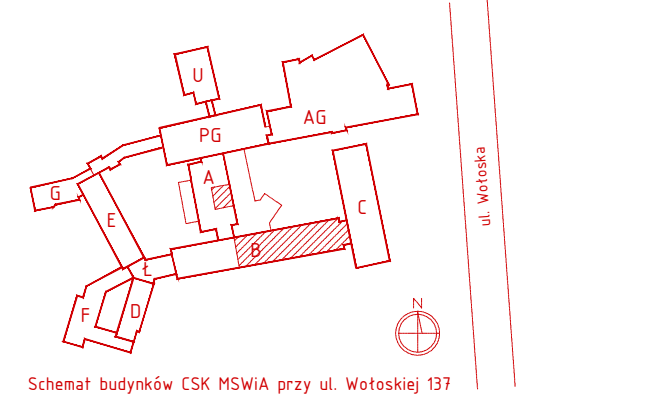 U
AG
PG
ul. Wołoska
A
G
C
E
B
Ł
N
F
D
Schemat budynków CSK MSWiA przy ul. Wołoskiej 137